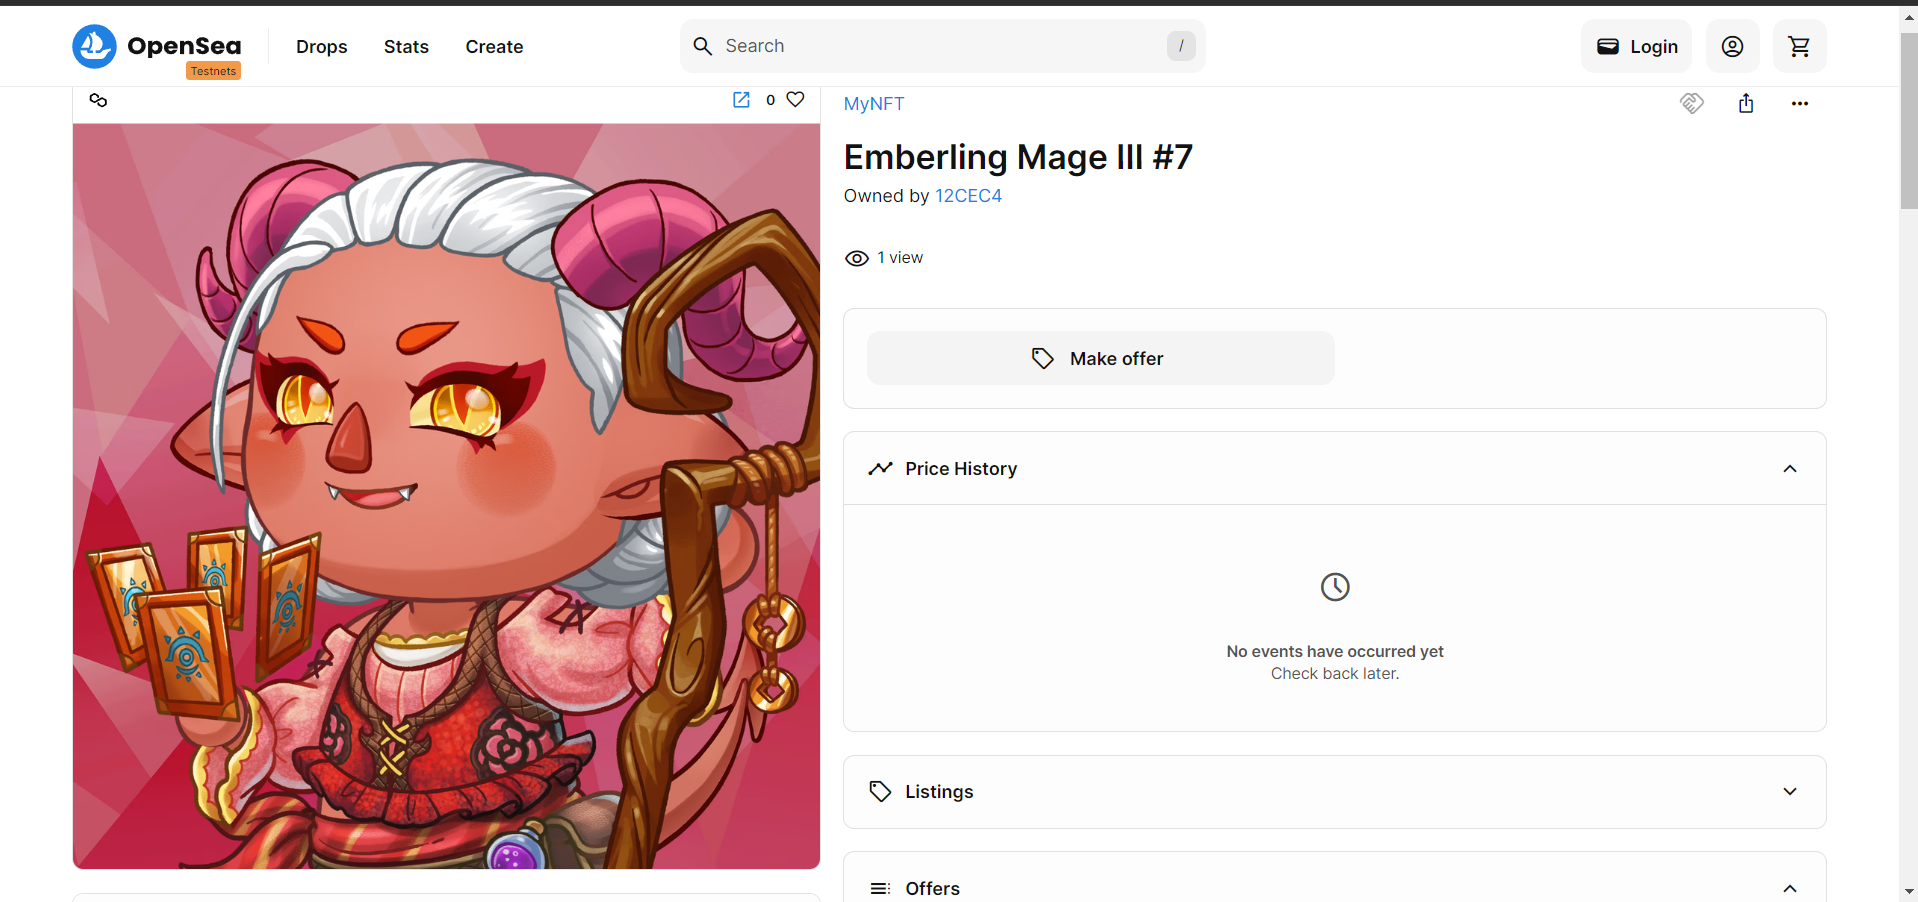 OpenSea
Testnets
Drops
Stats
Create
Search
/
Login
0
MyNFT
Emberling Mage III #7
Owned by 12CEC4
1 view
Make offer
Price History
No events have occurred yet
Check back later.
Listings
Offers